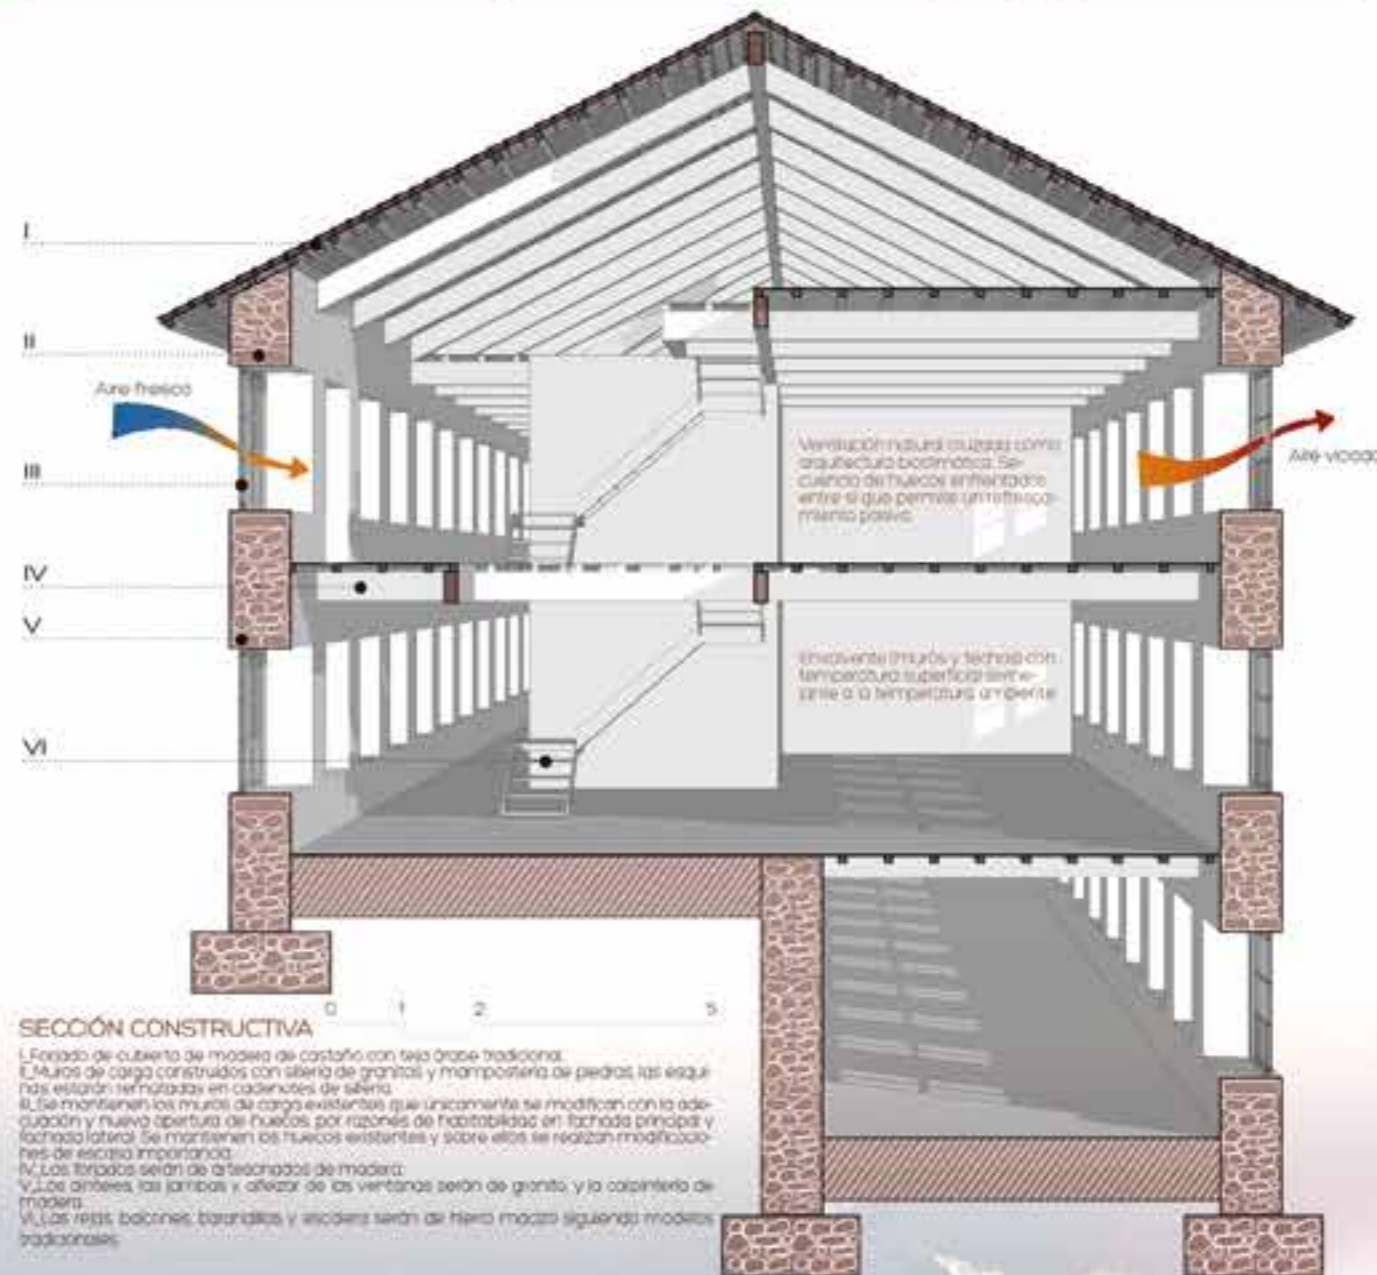 I
II
Aire fresco
III
IV
V
VI
Ventilación natural cruzada como
arquitectura bioclimática. Se-
cuencia de huecos enfrentados
entre sí que permite un refresca-
miento pasivo.
Aire viciado
Envolvente (muros y techos) con
temperatura superficial seme-
jante a la temperatura ambiente
0 1 2 5
SECCIÓN CONSTRUCTIVA
I_Forjado de cubierta de madera de castaño con teja árabe tradicional.
II_Muros de carga construidos con sillería de granitos y mampostería de piedras, las esqui-
nas estarán rematadas en cadenotes de sillería.
III_Se mantienen los muros de carga existentes que únicamente se modifican con la ade-
cuación y nueva apertura de huecos, por razones de habitabilidad en fachada principal y
fachada lateral. Se mantienen los huecos existentes y sobre ellos se realizan modificacio-
nes de escasa importancia.
IV_Los forjados serán de artesonados de madera.
V_Los dinteles, las jambas y alfeizar de las ventanas serán de granito, y la carpintería de
madera.
VI_Las rejas, balcones, barandillas y escalera serán de hierro macizo siguiendo modelos
tradicionales.